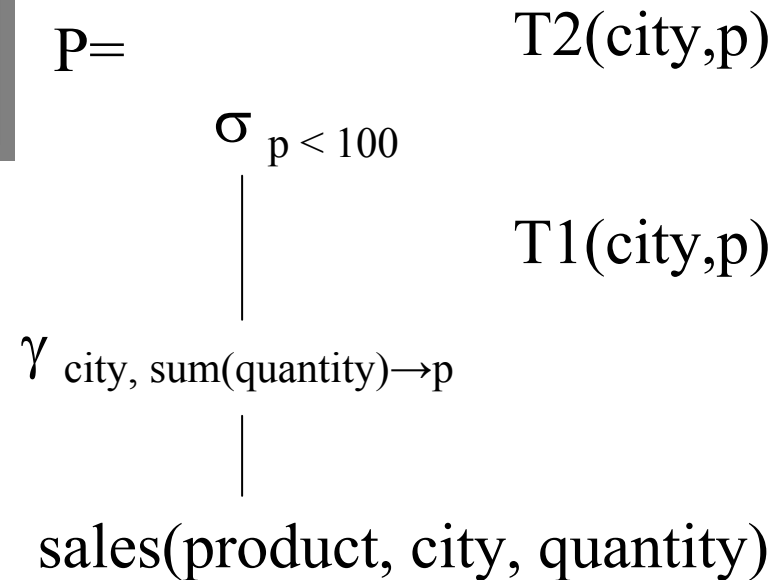 P=
T2(city,p)
σ p < 100
T1(city,p)
γ city, sum(quantity)→p
sales(product, city, quantity)